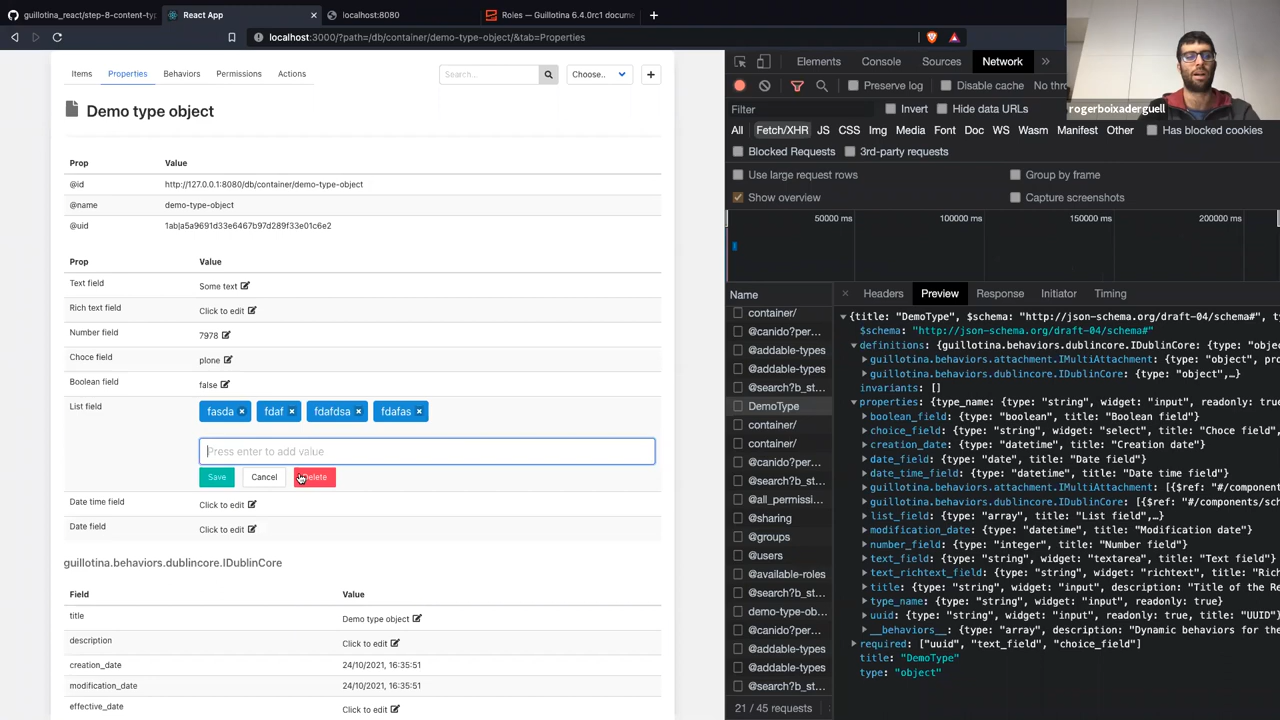 guillotina_react/step-8-content-typ
React App
localhost:8080
Roles — Guillotina 6.4.0rc1 docume
localhost:3000/?path=/db/container/demo-type-object/&tab=Properties
rogerboixaderguell
Items Properties Behaviors Permissions Actions
Search...
Choose..
Demo type object
Prop Value
@id http://127.0.0.1:8080/db/container/demo-type-object
@name demo-type-object
@uid 1ab|a5a9691d33e6467b97d289f33e01c6e2
Prop Value
Text field Some text
Rich text field Click to edit
Number field 7978
Choce field plone
Boolean field false
List field fasda fdaf fdafdsa fdafas
Press enter to add value
Save Cancel Delete
Date time field Click to edit
Date field Click to edit
guillotina.behaviors.dublincore.IDublinCore
Field Value
title Demo type object
description Click to edit
creation_date 24/10/2021, 16:35:51
modification_date 24/10/2021, 16:35:51
effective_date Click to edit
Elements Console Sources Network
Preserve log Disable cache No thro
Filter Invert Hide data URLs
All Fetch/XHR JS CSS Img Media Font Doc WS Wasm Manifest Other Has blocked cookies
Blocked Requests 3rd-party requests
Use large request rows Group by frame
Show overview Capture screenshots
50000 ms 100000 ms 150000 ms 200000 ms
Name
container/
@canido?per...
@addable-types
@addable-types
@search?b_st...
DemoType
container/
container/
@canido?per...
@search?b_st...
@all_permissi...
@sharing
@groups
@users
@available-roles
@search?b_st...
demo-type-ob...
@canido?per...
@addable-types
@addable-types
@search?b_st...
21 / 45 requests
Headers Preview Response Initiator Timing
{title: "DemoType", $schema: "http://json-schema.org/draft-04/schema#", ty
$schema: "http://json-schema.org/draft-04/schema#"
definitions: {guillotina.behaviors.dublincore.IDublinCore: {type: "objec
guillotina.behaviors.attachment.IMultiAttachment: {type: "object", pro
guillotina.behaviors.dublincore.IDublinCore: {type: "object",…}
invariants: []
properties: {type_name: {type: "string", widget: "input", readonly: true
boolean_field: {type: "boolean", title: "Boolean field"}
choice_field: {type: "string", widget: "select", title: "Choce field",
creation_date: {type: "datetime", title: "Creation date"}
date_field: {type: "date", title: "Date field"}
date_time_field: {type: "datetime", title: "Date time field"}
guillotina.behaviors.attachment.IMultiAttachment: [{$ref: "#/component
guillotina.behaviors.dublincore.IDublinCore: [{$ref: "#/components/sch
list_field: {type: "array", title: "List field",…}
modification_date: {type: "datetime", title: "Modification date"}
number_field: {type: "integer", title: "Number field"}
text_field: {type: "string", widget: "textarea", title: "Text field"}
text_richtext_field: {type: "string", widget: "richtext", title: "Rich
title: {type: "string", widget: "input", description: "Title of the Re
type_name: {type: "string", widget: "input", readonly: true}
uuid: {type: "string", widget: "input", readonly: true, title: "UUID"}
__behaviors__: {type: "array", description: "Dynamic behaviors for the
required: ["uuid", "text_field", "choice_field"]
title: "DemoType"
type: "object"